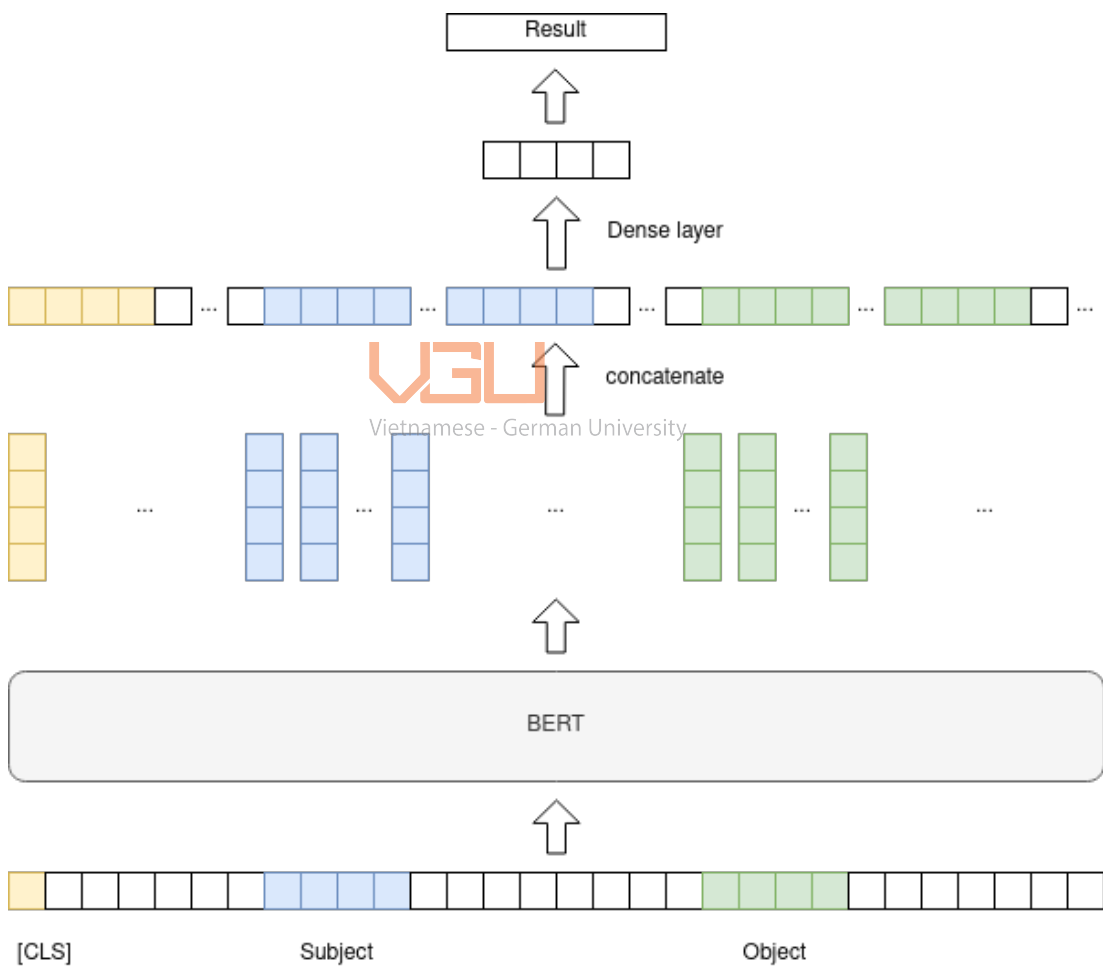 Result
Dense layer
... ... ... ... ...
concatenate
VGU
Vietnamese - German University
... ... ... ... ...
BERT
[CLS] Subject Object